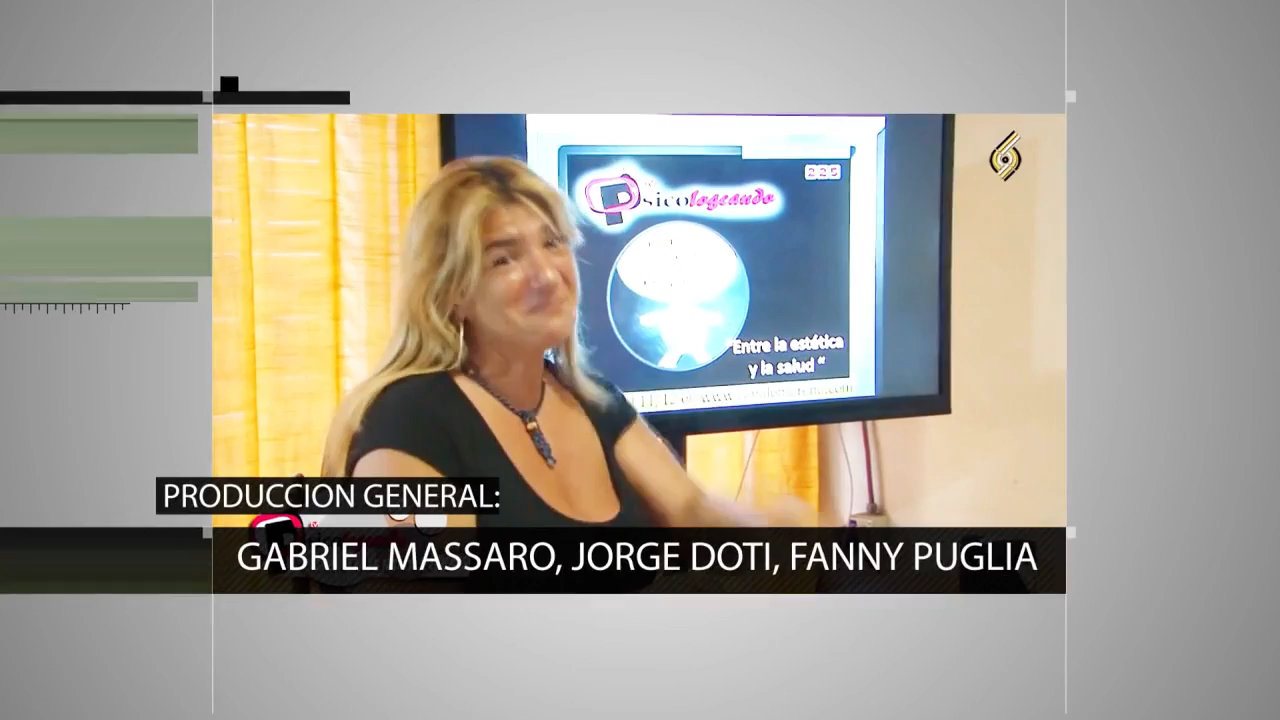 225
Psicologeando
"Entre la estética
y la salud "
PRODUCCION GENERAL:
GABRIEL MASSARO, JORGE DOTI, FANNY PUGLIA